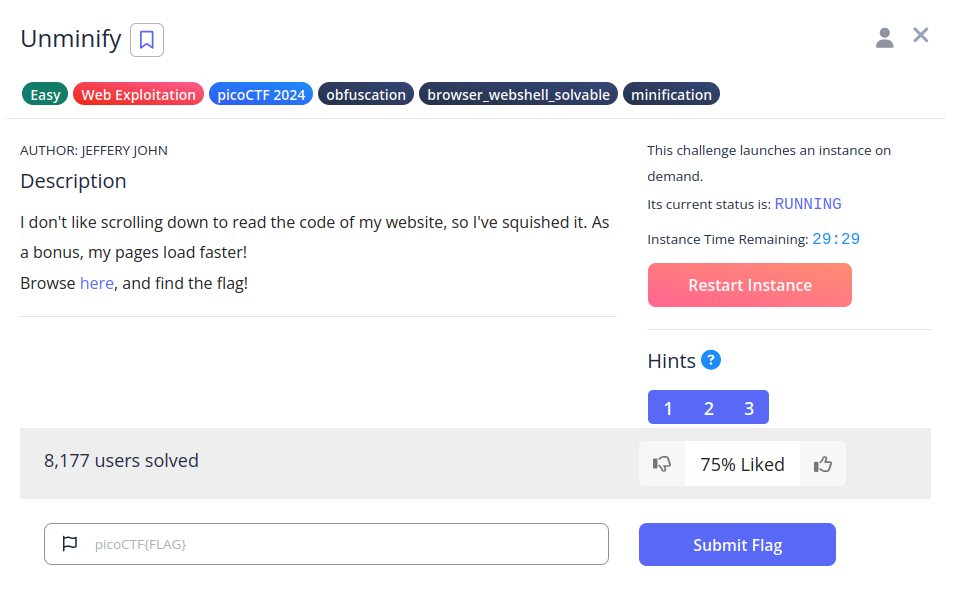 Unminify
Easy Web Exploitation picoCTF 2024 obfuscation browser_webshell_solvable minification
AUTHOR: JEFFERY JOHN
Description
I don't like scrolling down to read the code of my website, so I've squished it. As
a bonus, my pages load faster!
Browse here, and find the flag!
This challenge launches an instance on
demand.
Its current status is: RUNNING
Instance Time Remaining: 29:29
Restart Instance
Hints ?
1 2 3
8,177 users solved
75% Liked
picoCTF{FLAG}
Submit Flag